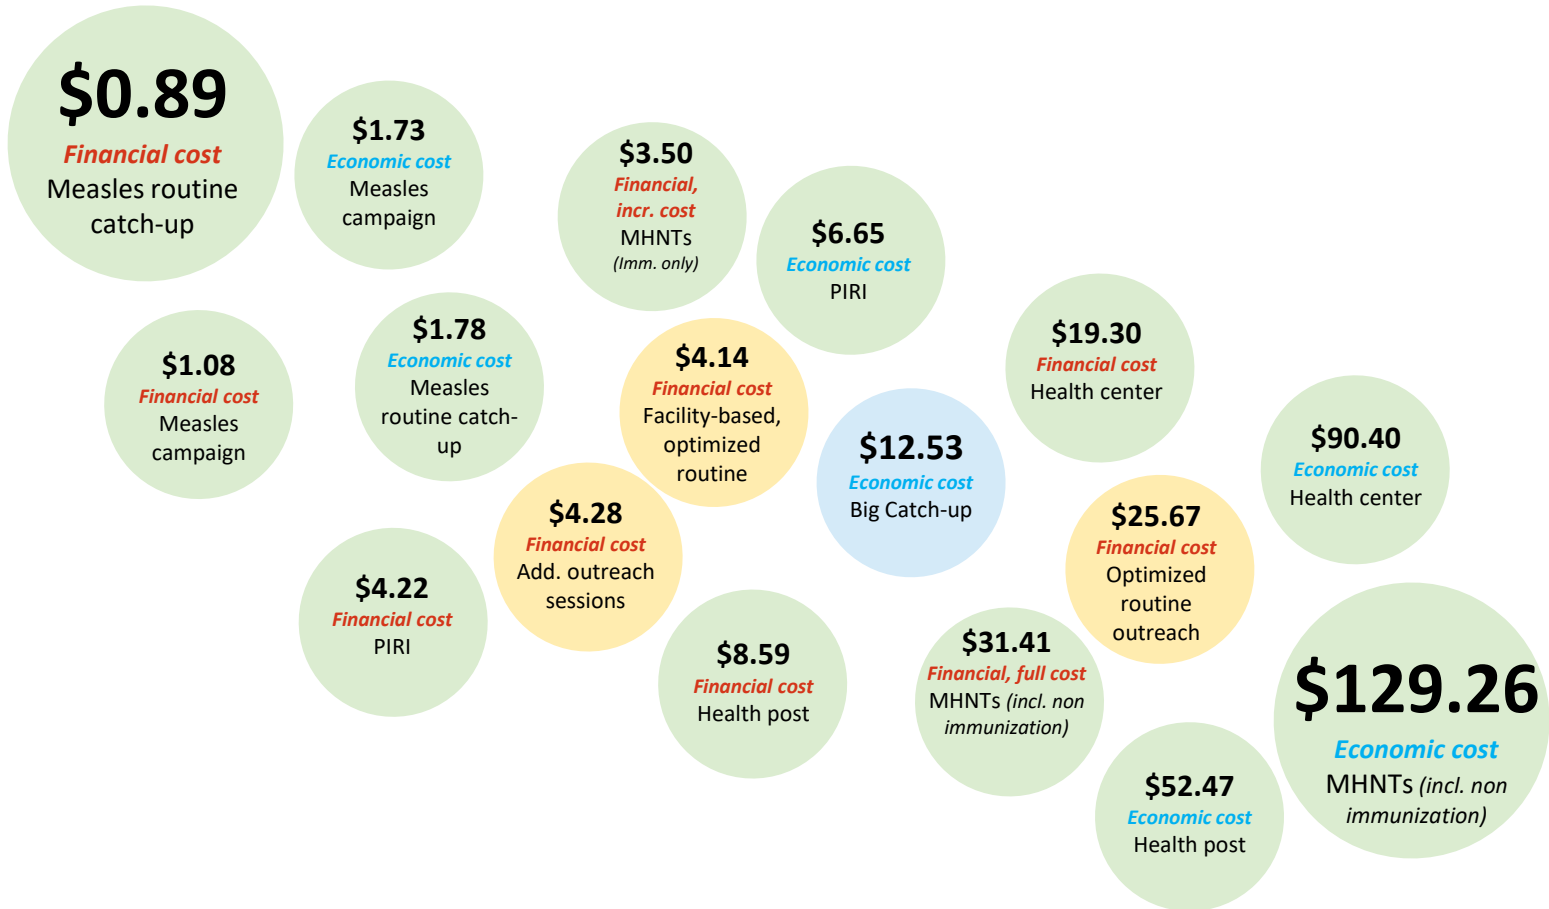 $0.89
Financial cost
Measles routine
catch-up
$1.73
Economic cost
Measles
campaign
$3.50
Financial,
incr. cost
MHNTs
(Imm. only)
$6.65
Economic cost
PIRI
$1.08
Financial cost
Measles
campaign
$1.78
Economic cost
Measles
routine catch-
up
$4.14
Financial cost
Facility-based,
optimized
routine
$19.30
Financial cost
Health center
$12.53
Economic cost
Big Catch-up
$90.40
Economic cost
Health center
$4.28
Financial cost
Add. outreach
sessions
$25.67
Financial cost
Optimized
routine
outreach
$4.22
Financial cost
PIRI
$8.59
Financial cost
Health post
$31.41
Financial, full cost
MHNTs (incl. non
immunization)
$129.26
Economic cost
MHNTs (incl. non
immunization)
$52.47
Economic cost
Health post